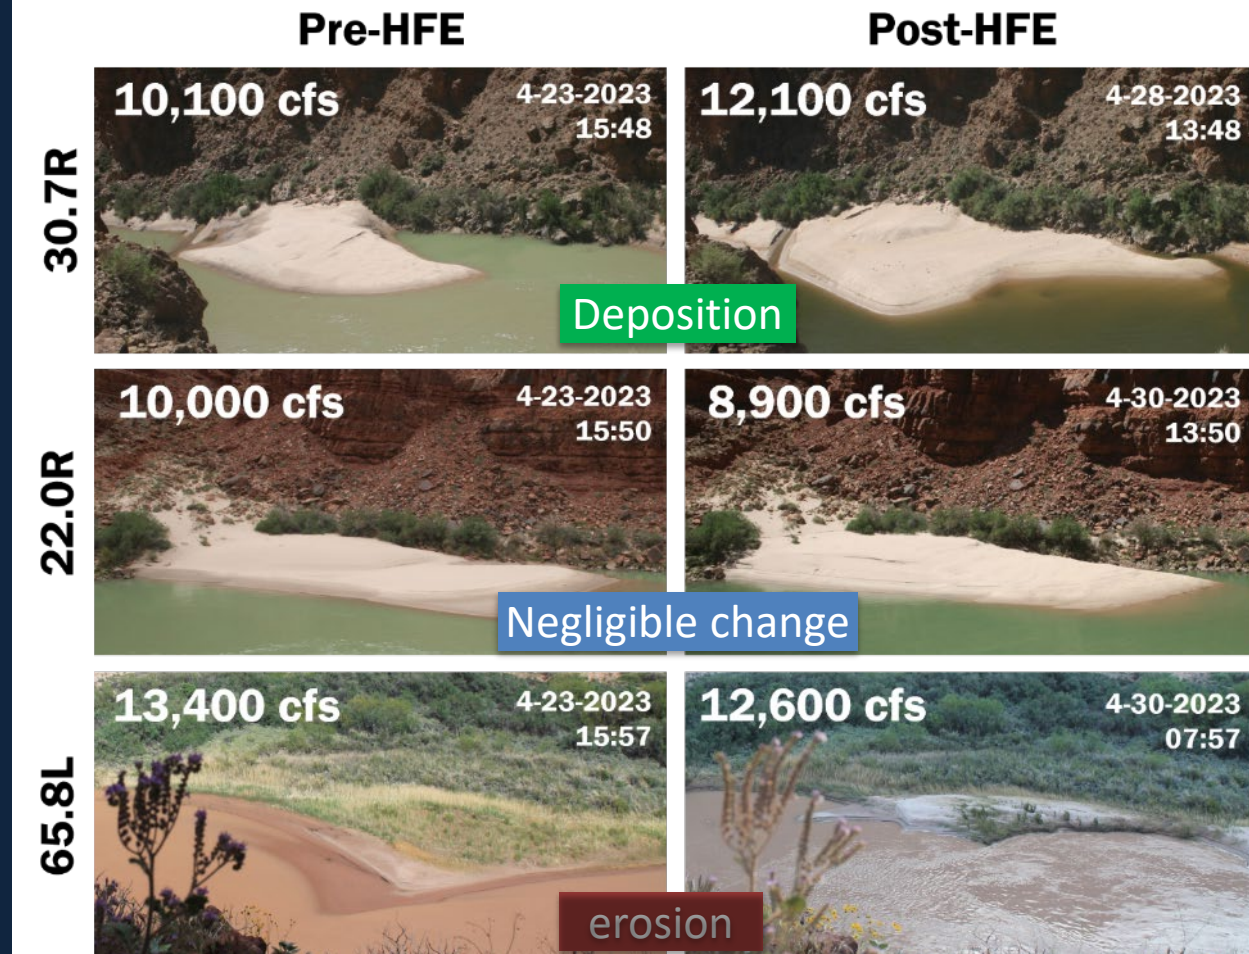 Pre-HFE
Post-HFE
30.7R
10,100 cfs
4-23-2023
15:48
12,100 cfs
4-28-2023
13:48
Deposition
22.0R
10,000 cfs
4-23-2023
15:50
8,900 cfs
4-30-2023
13:50
Negligible change
65.8L
13,400 cfs
4-23-2023
15:57
12,600 cfs
4-30-2023
07:57
erosion